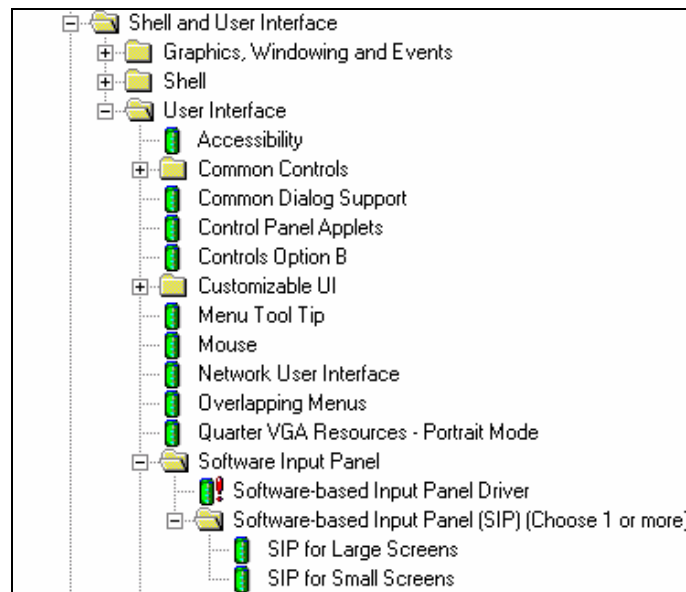 Shell and User Interface
Graphics, Windowing and Events
Shell
User Interface
Accessibility
Common Controls
Common Dialog Support
Control Panel Applets
Controls Option B
Customizable UI
Menu Tool Tip
Mouse
Network User Interface
Overlapping Menus
Quarter VGA Resources - Portrait Mode
Software Input Panel
Software-based Input Panel Driver
Software-based Input Panel (SIP) (Choose 1 or more)
SIP for Large Screens
SIP for Small Screens